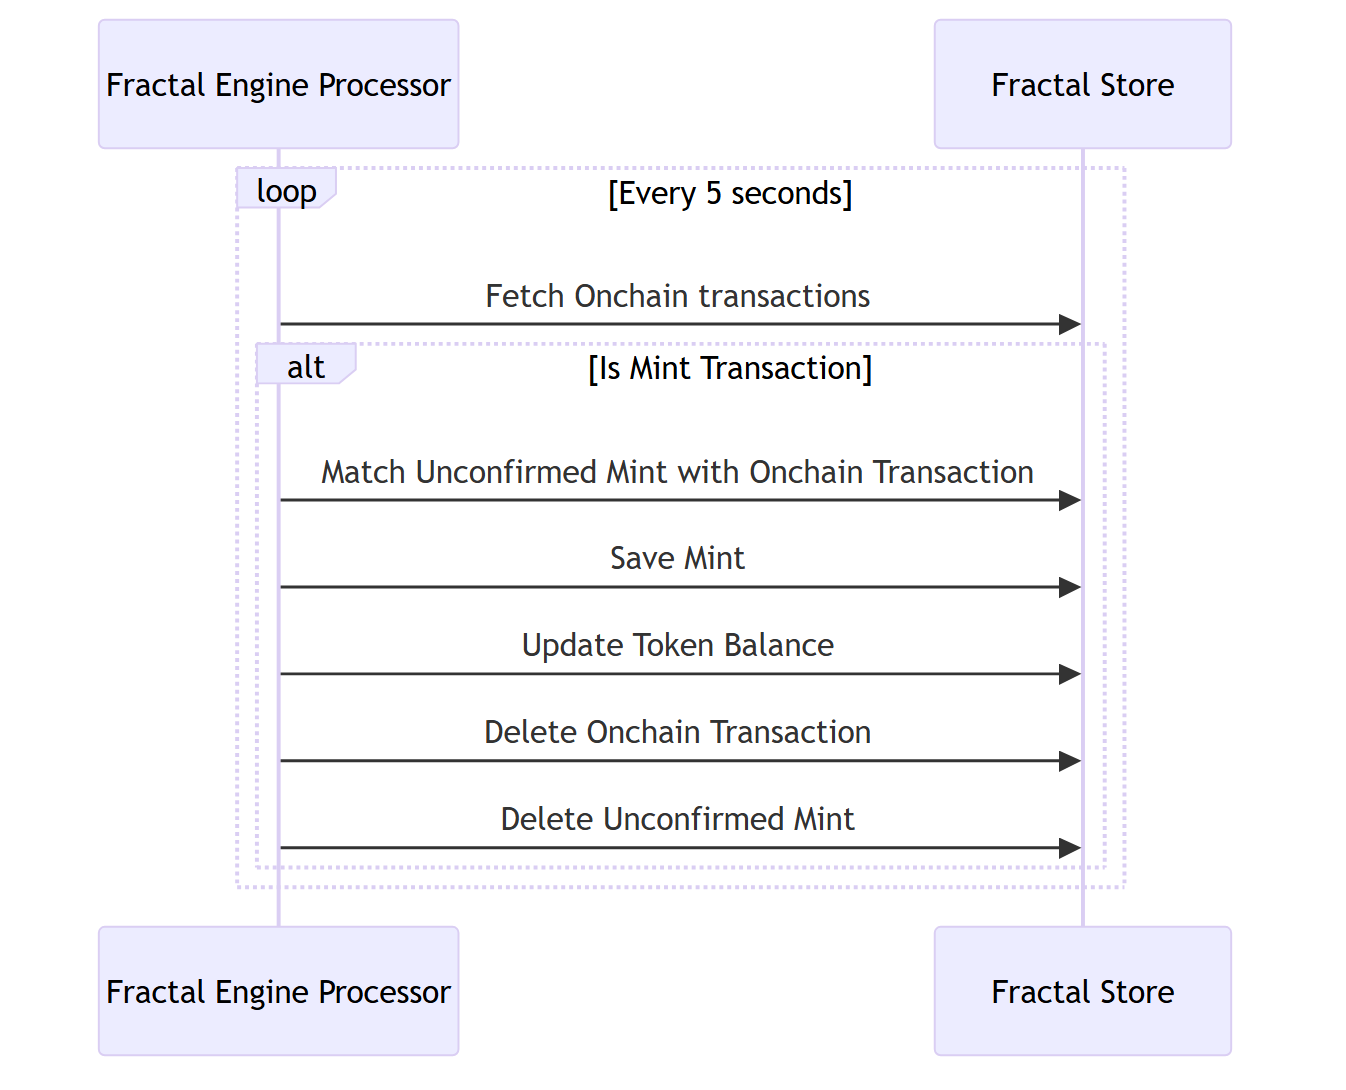 Fractal Engine Processor
Fractal Store
loop
[Every 5 seconds]
Fetch Onchain transactions
alt
[Is Mint Transaction]
Match Unconfirmed Mint with Onchain Transaction
Save Mint
Update Token Balance
Delete Onchain Transaction
Delete Unconfirmed Mint
Fractal Engine Processor
Fractal Store